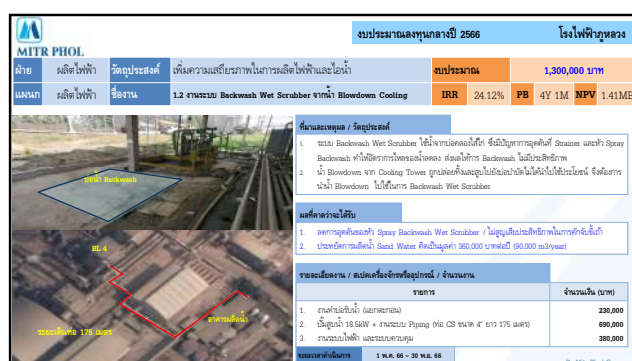 งบประมาณลงทุนกลางปี 2566
โรงไฟฟ้าภูหลวง
MITR PHOL
ฝ่าย ผลิตไฟฟ้า วัตถุประสงค์ เพิ่มความเสถียรภาพในการผลิตไฟฟ้าและไอน้ำ งบประมาณ 1,300,000 บาท
แผนก ผลิตไฟฟ้า ชื่องาน 1.2 งานระบบ Backwash Wet Scrubber จากน้ำ Blowdown Cooling IRR 24.12% PB 4Y 1M NPV 1.41MB
บ่อน้ำ Backwash
ที่มาและเหตุผล / วัตถุประสงค์
1. ระบบ Backwash Wet Scrubber ใช้น้ำจากบ่อคลองไส้ไก่ ซึ่งมีปัญหาการอุดตันที่ Strainer และหัว Spray
Backwash ทำให้อัตราการไหลของน้ำลดลง ส่งผลให้การ Backwash ไม่มีประสิทธิภาพ
2. น้ำ Blowdown จาก Cooling Tower ถูกปล่อยทิ้งและสูบไปยังบ่อบำบัดไม่ได้นำไปใช้ประโยชน์ จึงต้องการ
นำน้ำ Blowdown ไปใช้ในการ Backwash Wet Scrubber
ผลที่คาดว่าจะได้รับ
1. ลดการอุดตันของหัว Spray Backwash Wet Scrubber / ไม่สูญเสียประสิทธิภาพในการดักจับขี้เถ้า
2. ประหยัดการผลิตน้ำ Sand Water คิดเป็นมูลค่า 360,000 บาทต่อปี (90,000 m3/year)
BL 4
อาคารผลิตน้ำ
ระยะเดินท่อ 176 เมตร
รายละเอียดงาน / สเปคเครื่องจักรหรืออุปกรณ์ / จำนวนงาน
รายการ จำนวนเงิน (บาท)
1. งานทำบ่อรับน้ำ (แยกตะกอน) 230,000
2. ปั๊มสูบน้ำ 18.5kW + งานระบบ Piping (ท่อ CS ขนาด 4" ยาว 175 เมตร) 690,000
3. งานระบบไฟฟ้า และระบบควบคุม 380,000
ระยะเวลาดำเนินการ 1 พ.ค. 66 – 30 พ.ย. 66